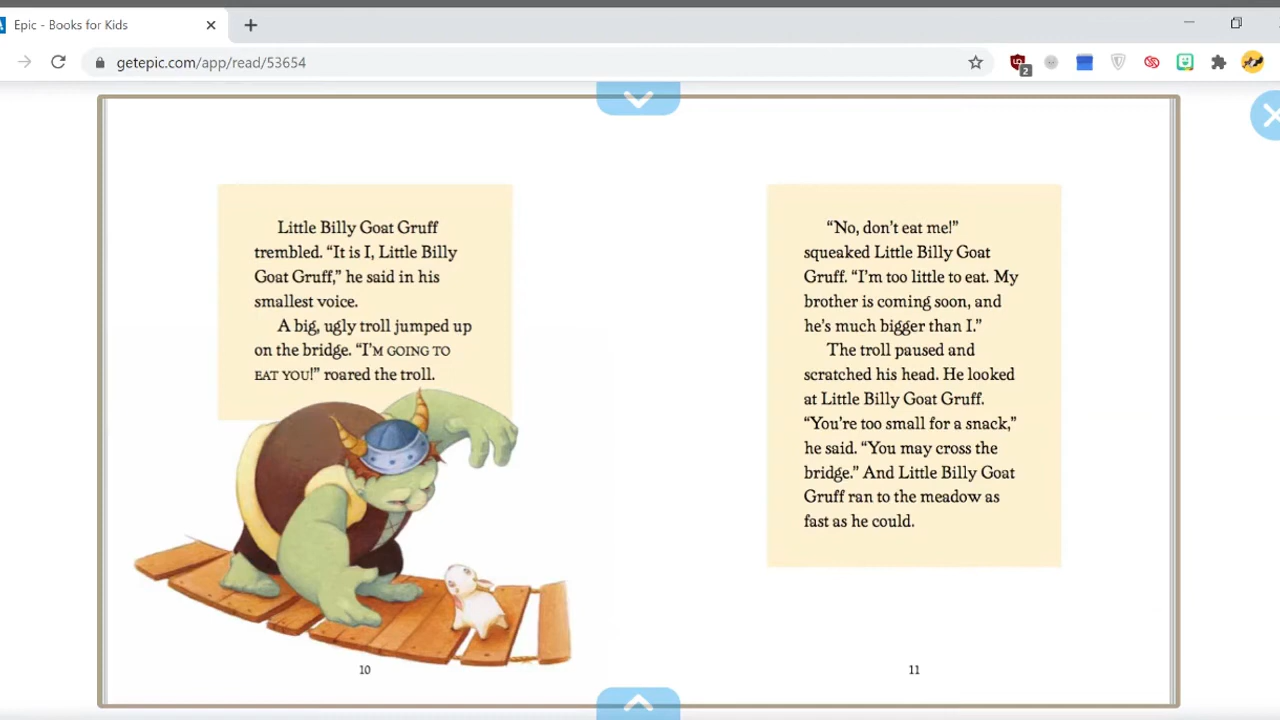 Epic - Books for Kids
getepic.com/app/read/53654
2
Little Billy Goat Gruff
trembled. “It is I, Little Billy
Goat Gruff,” he said in his
smallest voice.
A big, ugly troll jumped up
on the bridge. “I’M GOING TO
EAT YOU!” roared the troll.
10
“No, don’t eat me!”
squeaked Little Billy Goat
Gruff. “I’m too little to eat. My
brother is coming soon, and
he’s much bigger than I.”
The troll paused and
scratched his head. He looked
at Little Billy Goat Gruff.
“You’re too small for a snack,”
he said. “You may cross the
bridge.” And Little Billy Goat
Gruff ran to the meadow as
fast as he could.
11